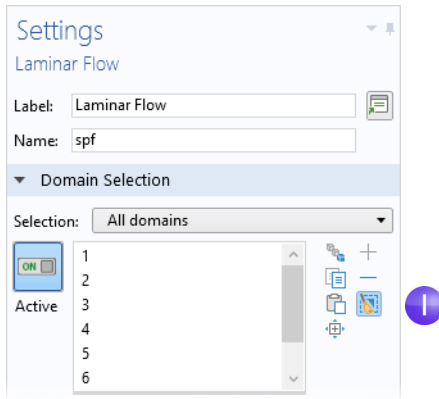 Settings
Laminar Flow
Label: Laminar Flow
Name: spf
Domain Selection
Selection: All domains
1
ON
2
Active 3
4
5
6